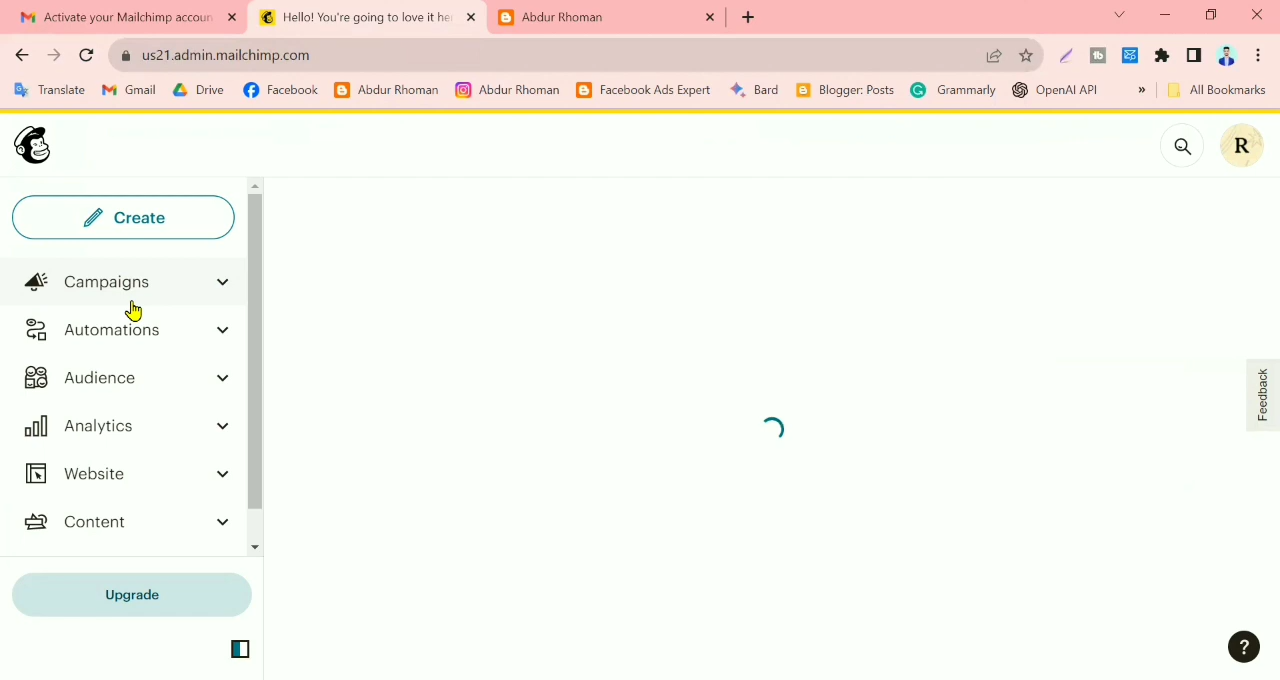 Activate your Mailchimp accoun
Hello! You're going to love it he
Abdur Rhoman
us21.admin.mailchimp.com
Translate
Gmail
Drive
Facebook
Abdur Rhoman
Abdur Rhoman
Facebook Ads Expert
Bard
Blogger: Posts
Grammarly
OpenAI API
»
All Bookmarks
R
Create
Campaigns
Automations
Audience
Analytics
Website
Content
Upgrade
Feedback
?